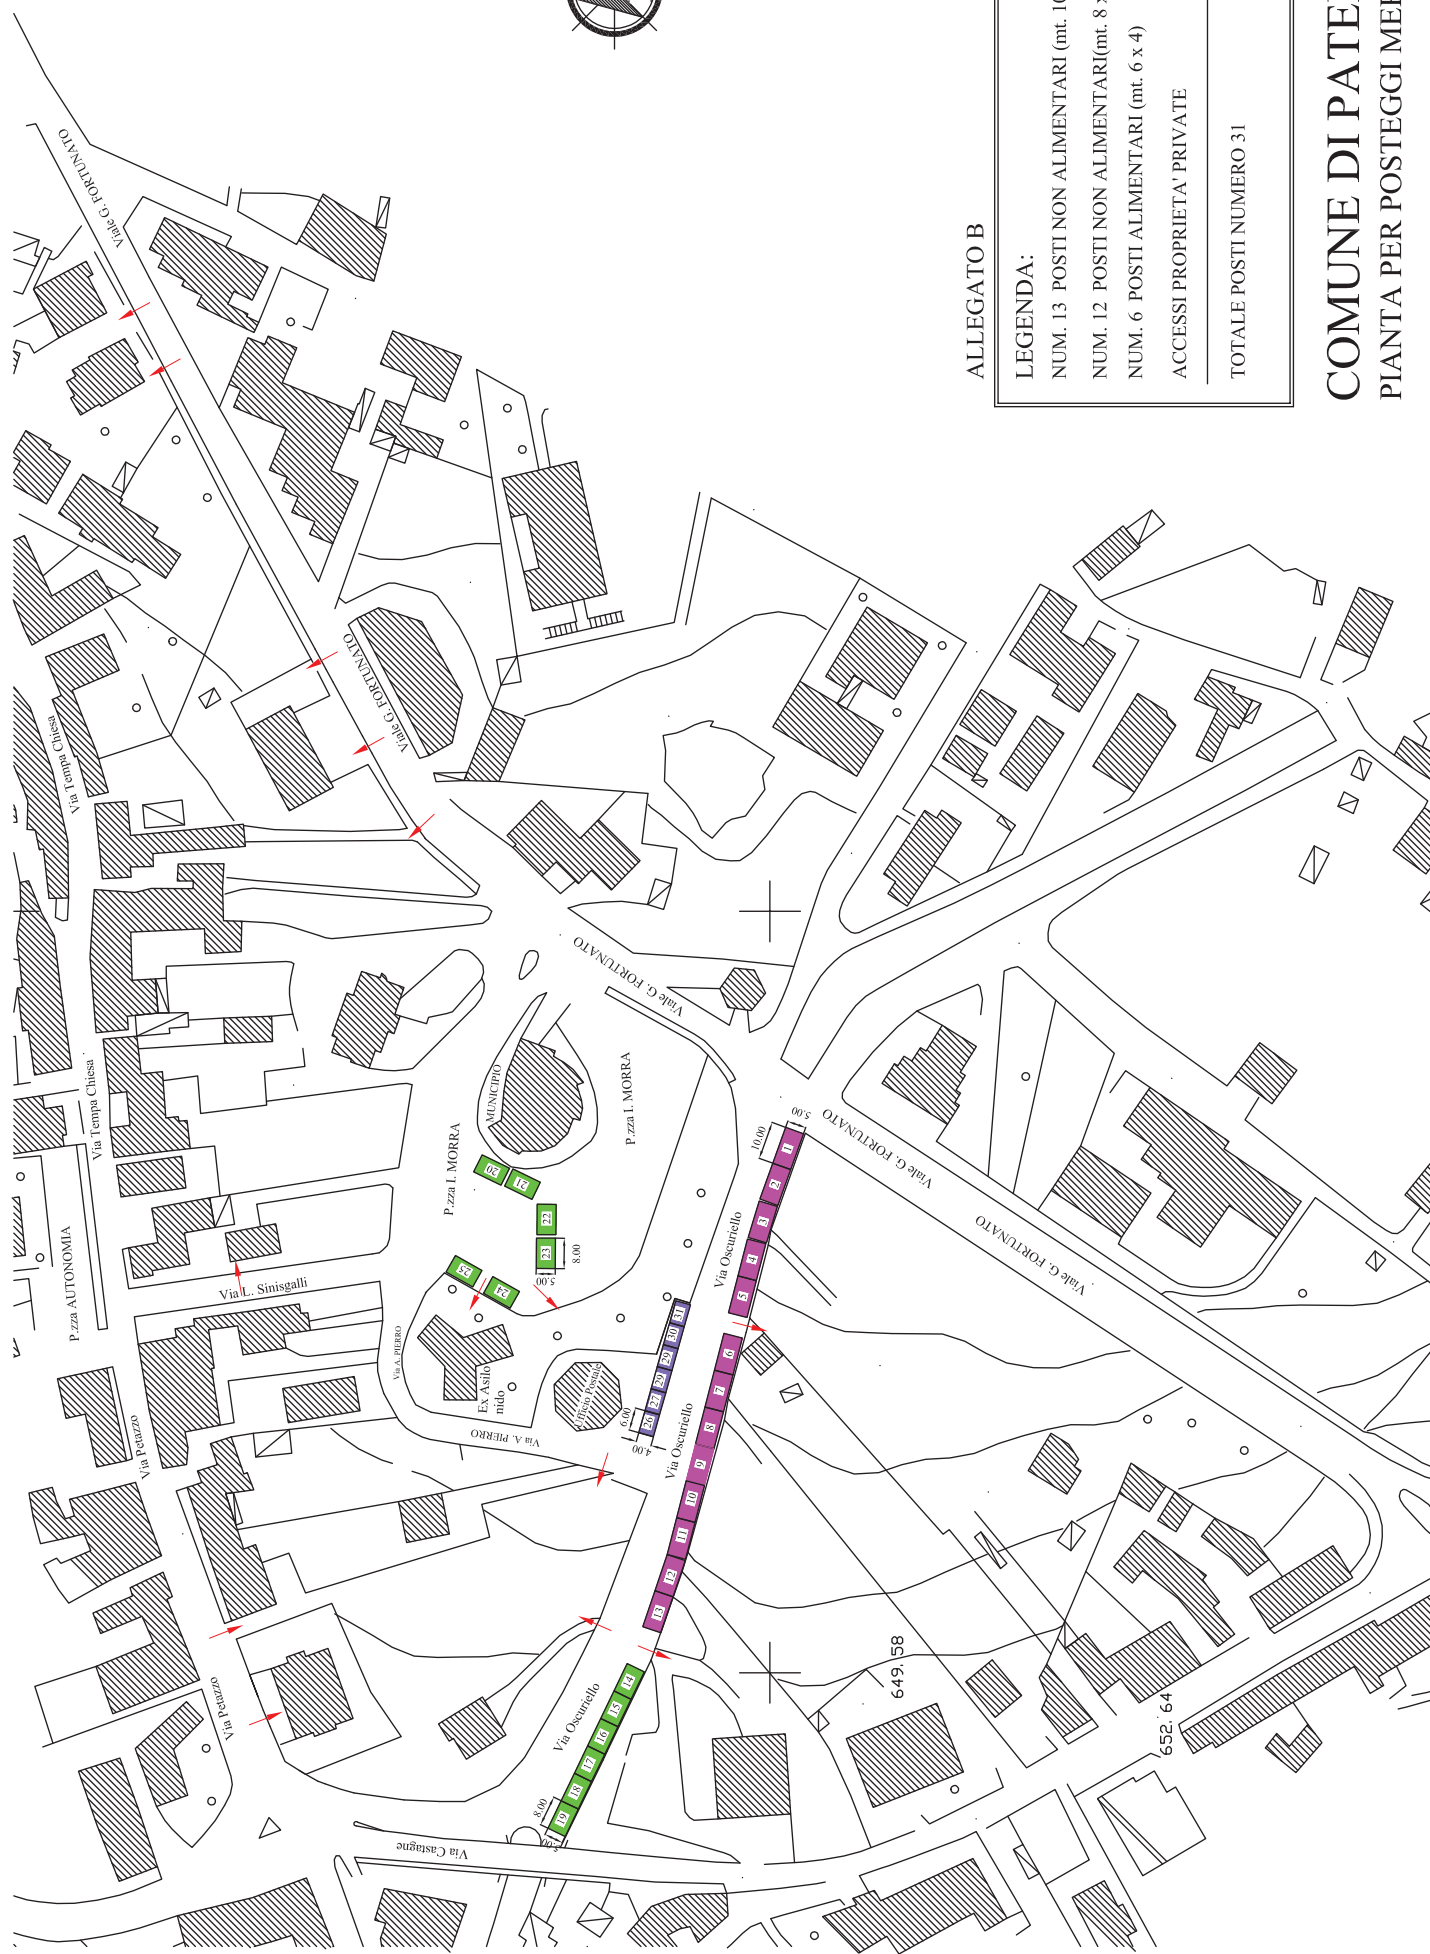 ALLEGATO B
LEGENDA:
NUM. 13 POSTI NON ALIMENTARI (mt. 10
NUM. 12 POSTI NON ALIMENTARI(mt. 8 x
NUM. 6 POSTI ALIMENTARI (mt. 6 x 4)
ACCESSI PROPRIETA' PRIVATE
TOTALE POSTI NUMERO 31
COMUNE DI PATE
PIANTA PER POSTEGGI ME
Viale G. FORTUNATO
Viale G. FORTUNATO
Viale G. FORTUNATO
Viale G. FORTUNATO
Viale G. FORTUNATO
Via Tempa Chiesa
Via Tempa Chiesa
P.zza AUTONOMIA
Via L. Sinisgalli
Via Petazzo
Via Petazzo
Via A. PIERRO
Via A. PIERRO
Ex Asilo
nido
Ufficio Postale
MUNICIPIO
P.zza I. MORRA
P.zza I. MORRA
Via Oscuriello
Via Oscuriello
Via Oscuriello
Via Castagne
1
2
3
4
5
6
7
8
9
10
11
12
13
14
15
16
17
18
19
20
21
22
23
24
25
26
27
29
29
30
31
10.00
5.00
8.00
5.00
6.00
4.00
8.00
5.00
649.58
652.64